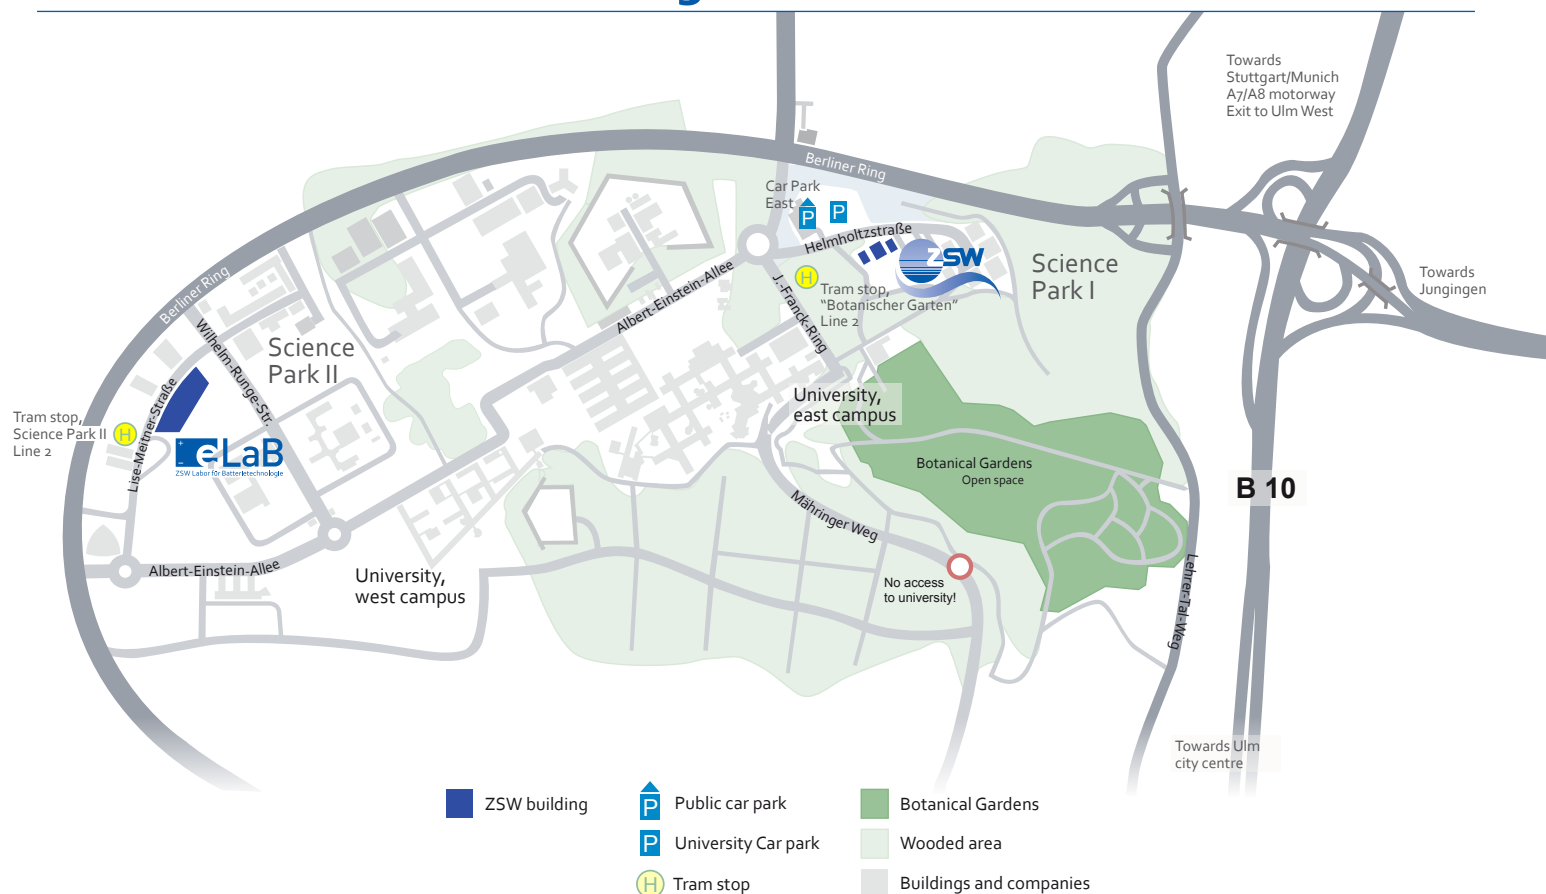 Towards
Stuttgart/Munich
A7/A8 motorway
Exit to Ulm West
Berliner Ring
Car Park
East
P
P
Helmholtzstraße
ZSW
Science
Park I
Towards
Jungingen
Albert-Einstein-Allee
J.-Franck-Ring
H
Tram stop,
“Botanischer Garten”
Line 2
Berliner Ring
Wilhelm-Runge-Str.
Science
Park II
Lise-Meitner-Straße
Tram stop,
Science Park II
Line 2
H
eLaB
ZSW Labor für Batterietechnologie
University,
east campus
Botanical Gardens
Open space
B 10
Mähringer Weg
Albert-Einstein-Allee
University,
west campus
No access
to university!
Lehrer-Tal-Weg
Towards Ulm
city centre
ZSW building
P
Public car park
Botanical Gardens
P
University Car park
Wooded area
H
Tram stop
Buildings and companies